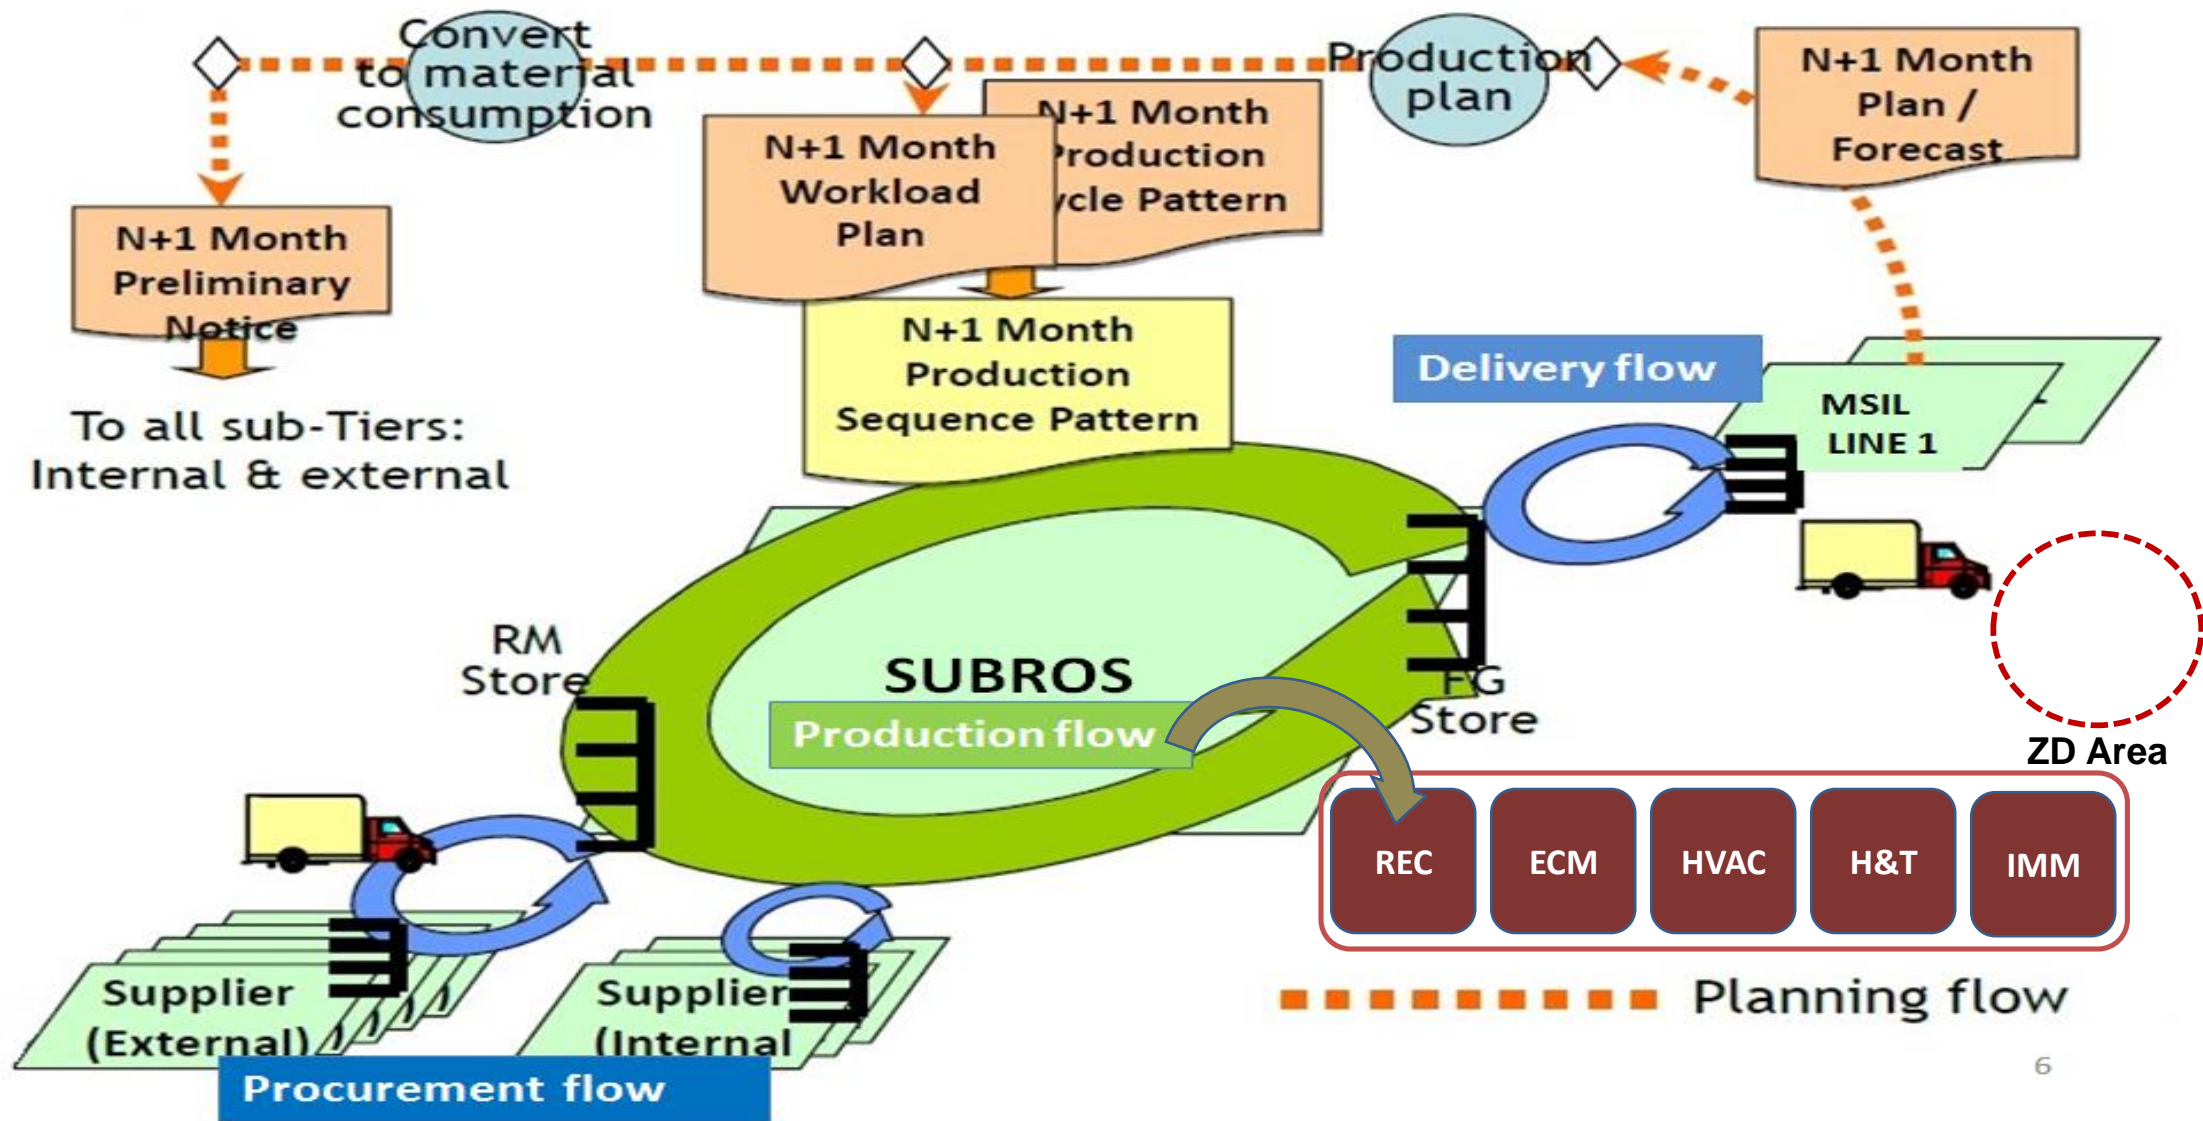 Convert
to material
consumption
Production
plan
N+1 Month
Plan /
Forecast
N+1 Month
Production
ycle Pattern
N+1 Month
Workload
Plan
N+1 Month
Preliminary
Notice
To all sub-Tiers:
Internal & external
N+1 Month
Production
Sequence Pattern
Delivery flow
MSIL
LINE 1
RM
Store
SUBROS
Production flow
FG
Store
ZD Area
REC
ECM
HVAC
H&T
IMM
Supplier
(External)
Supplier
(Internal
Procurement flow
Planning flow
6